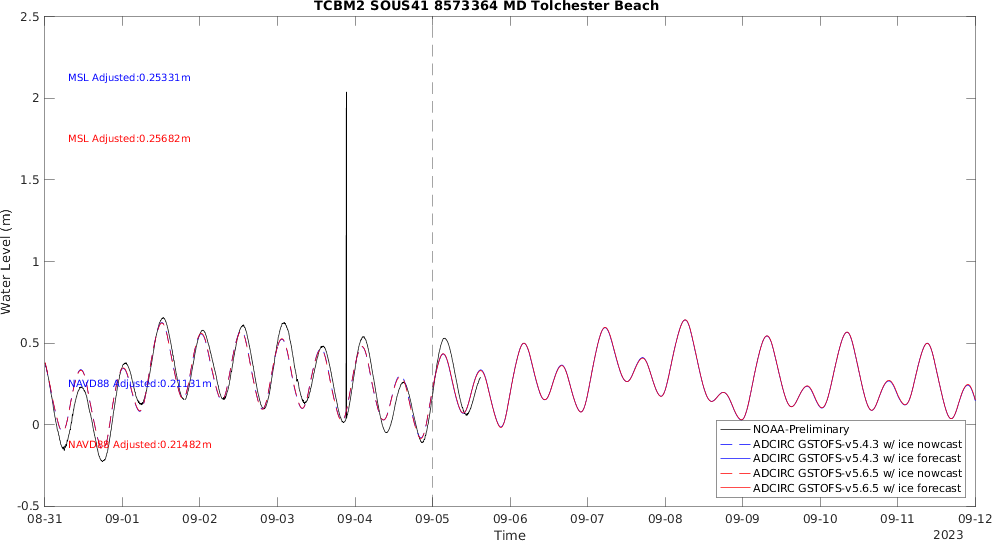 TCBM2 SOUS41 8573364 MD Tolchester Beach
2.5
2
1.5
1
0.5
0
-0.5
Water Level (m)
MSL Adjusted:0.25331m
MSL Adjusted:0.25682m
NAVD88 Adjusted:0.21131m
NAVD88 Adjusted:0.21482m
NOAA-Preliminary
ADCIRC GSTOFS-v5.4.3 w/ ice nowcast
ADCIRC GSTOFS-v5.4.3 w/ ice forecast
ADCIRC GSTOFS-v5.6.5 w/ ice nowcast
ADCIRC GSTOFS-v5.6.5 w/ ice forecast
08-31 09-01 09-02 09-03 09-04 09-05 09-06 09-07 09-08 09-09 09-10 09-11 09-12
Time
2023